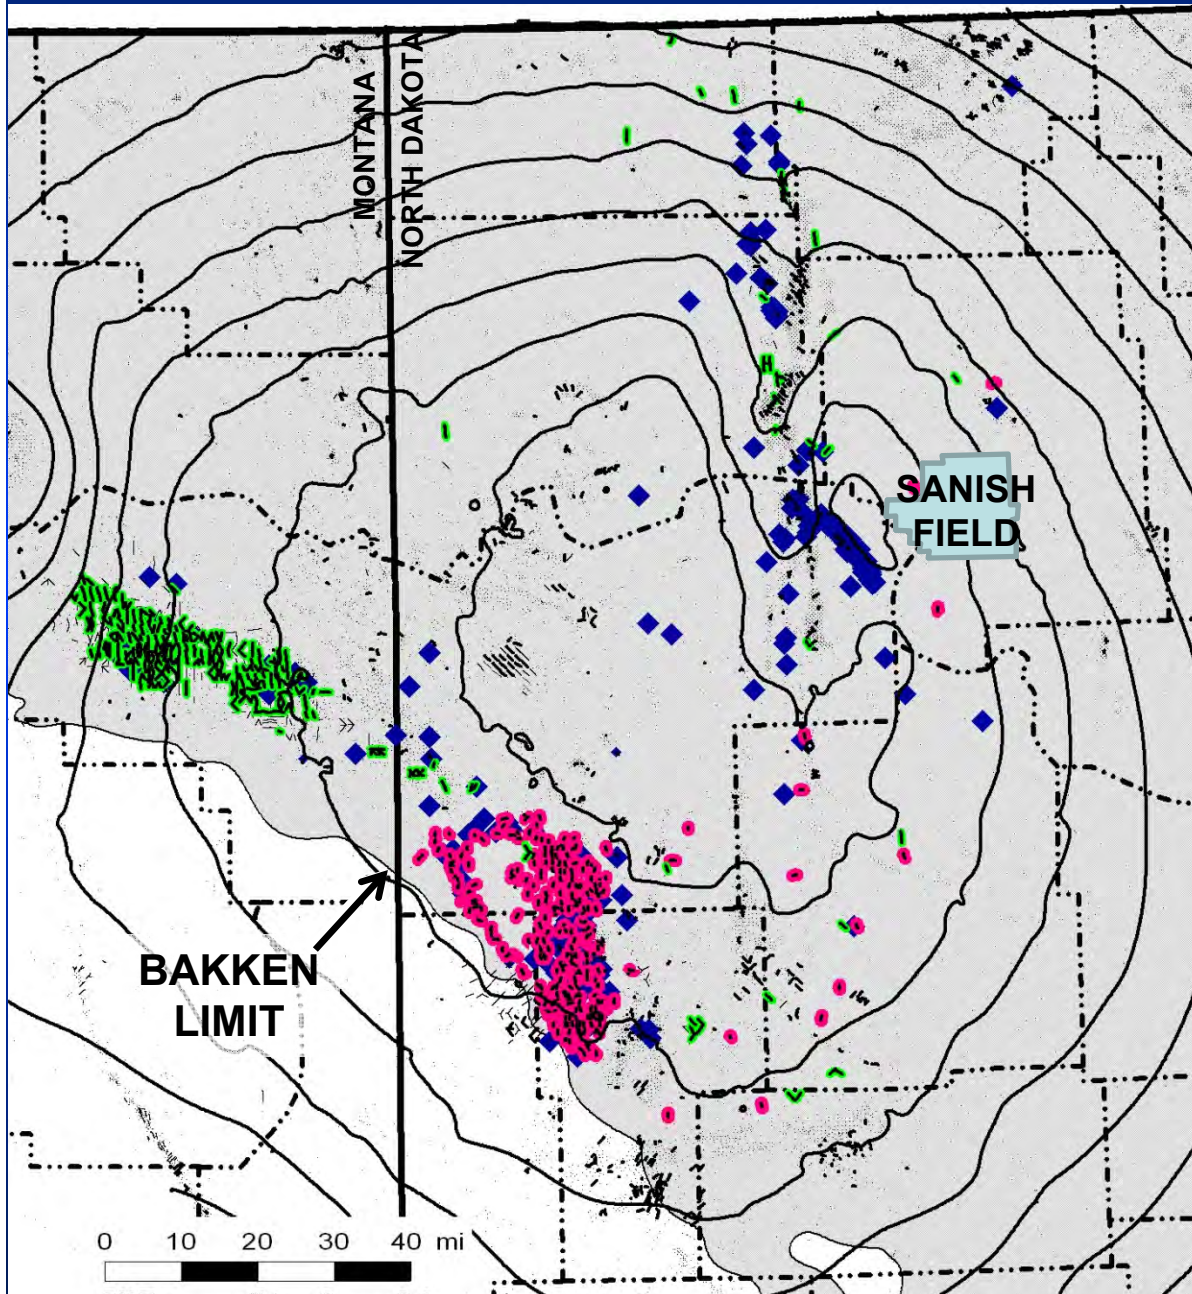 MONTANA
NORTH DAKOTA
SANISH
FIELD
BAKKEN
LIMIT
0 10 20 30 40 mi